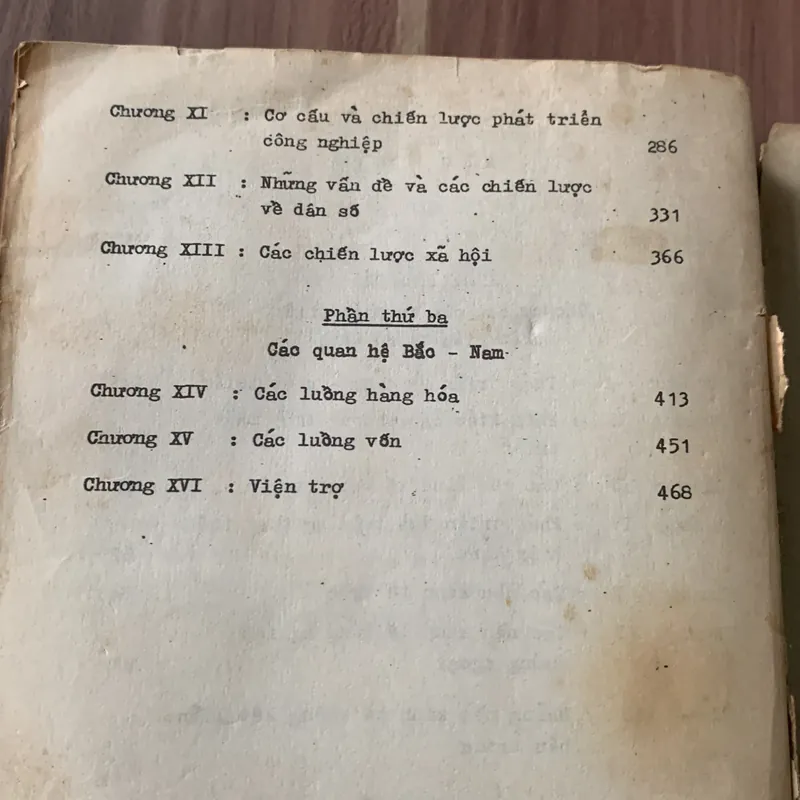 Chương XI : Cơ cấu và chiến lược phát triển
công nghiệp 286
Chương XII : Những vấn đề và các chiến lược
về dân số 331
Chương XIII : Các chiến lược xã hội 366
Phần thứ ba
Các quan hệ Bắc - Nam
Chương XIV : Các luồng hàng hóa 413
Chương XV : Các luồng vốn 451
Chương XVI : Viện trợ 468